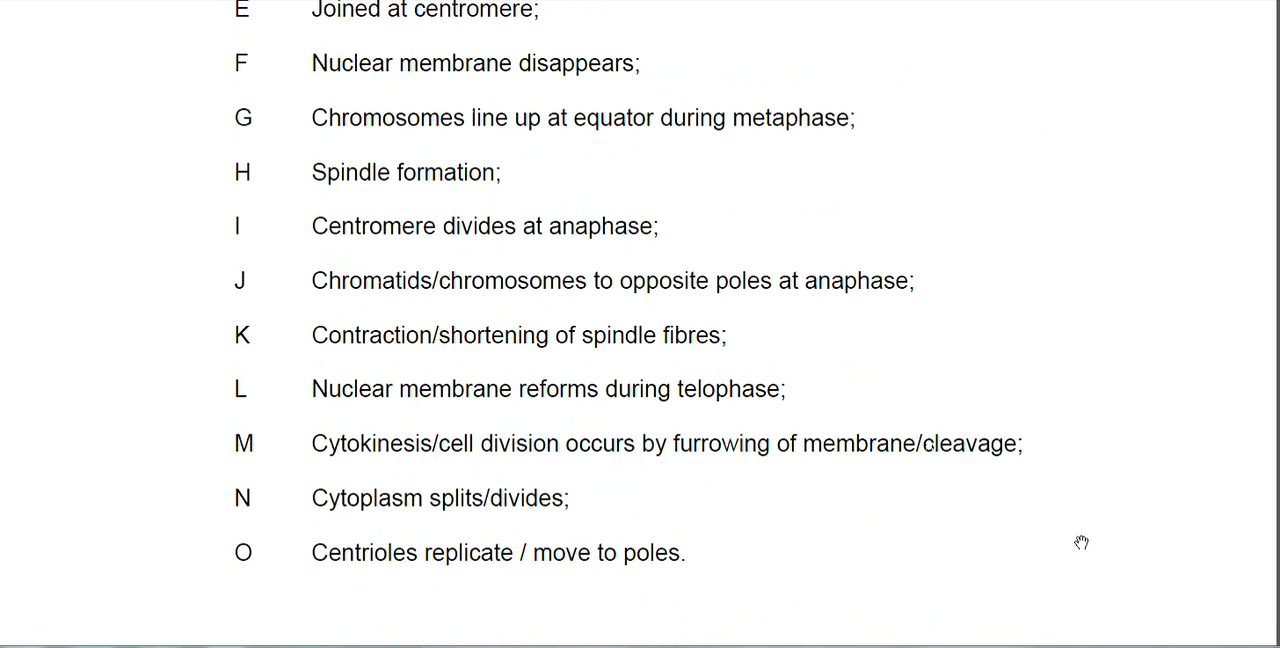 E Joined at centromere;
F Nuclear membrane disappears;
G Chromosomes line up at equator during metaphase;
H Spindle formation;
I Centromere divides at anaphase;
J Chromatids/chromosomes to opposite poles at anaphase;
K Contraction/shortening of spindle fibres;
L Nuclear membrane reforms during telophase;
M Cytokinesis/cell division occurs by furrowing of membrane/cleavage;
N Cytoplasm splits/divides;
O Centrioles replicate / move to poles.